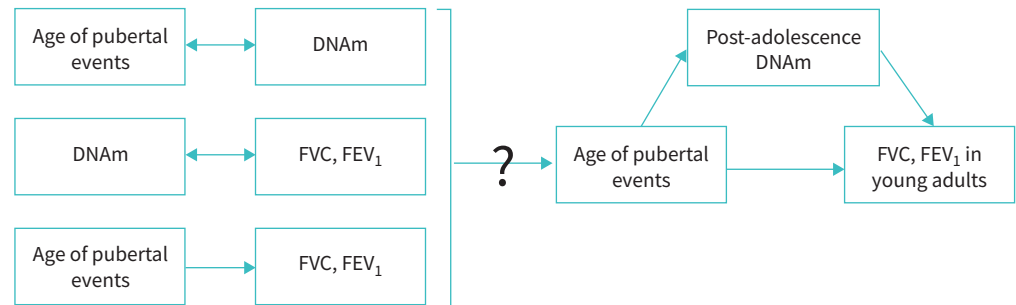 Age of pubertal
events
DNAm
DNAm
FVC, FEV₁
Age of pubertal
events
FVC, FEV₁
?
Post-adolescence
DNAm
Age of pubertal
events
FVC, FEV₁ in
young adults